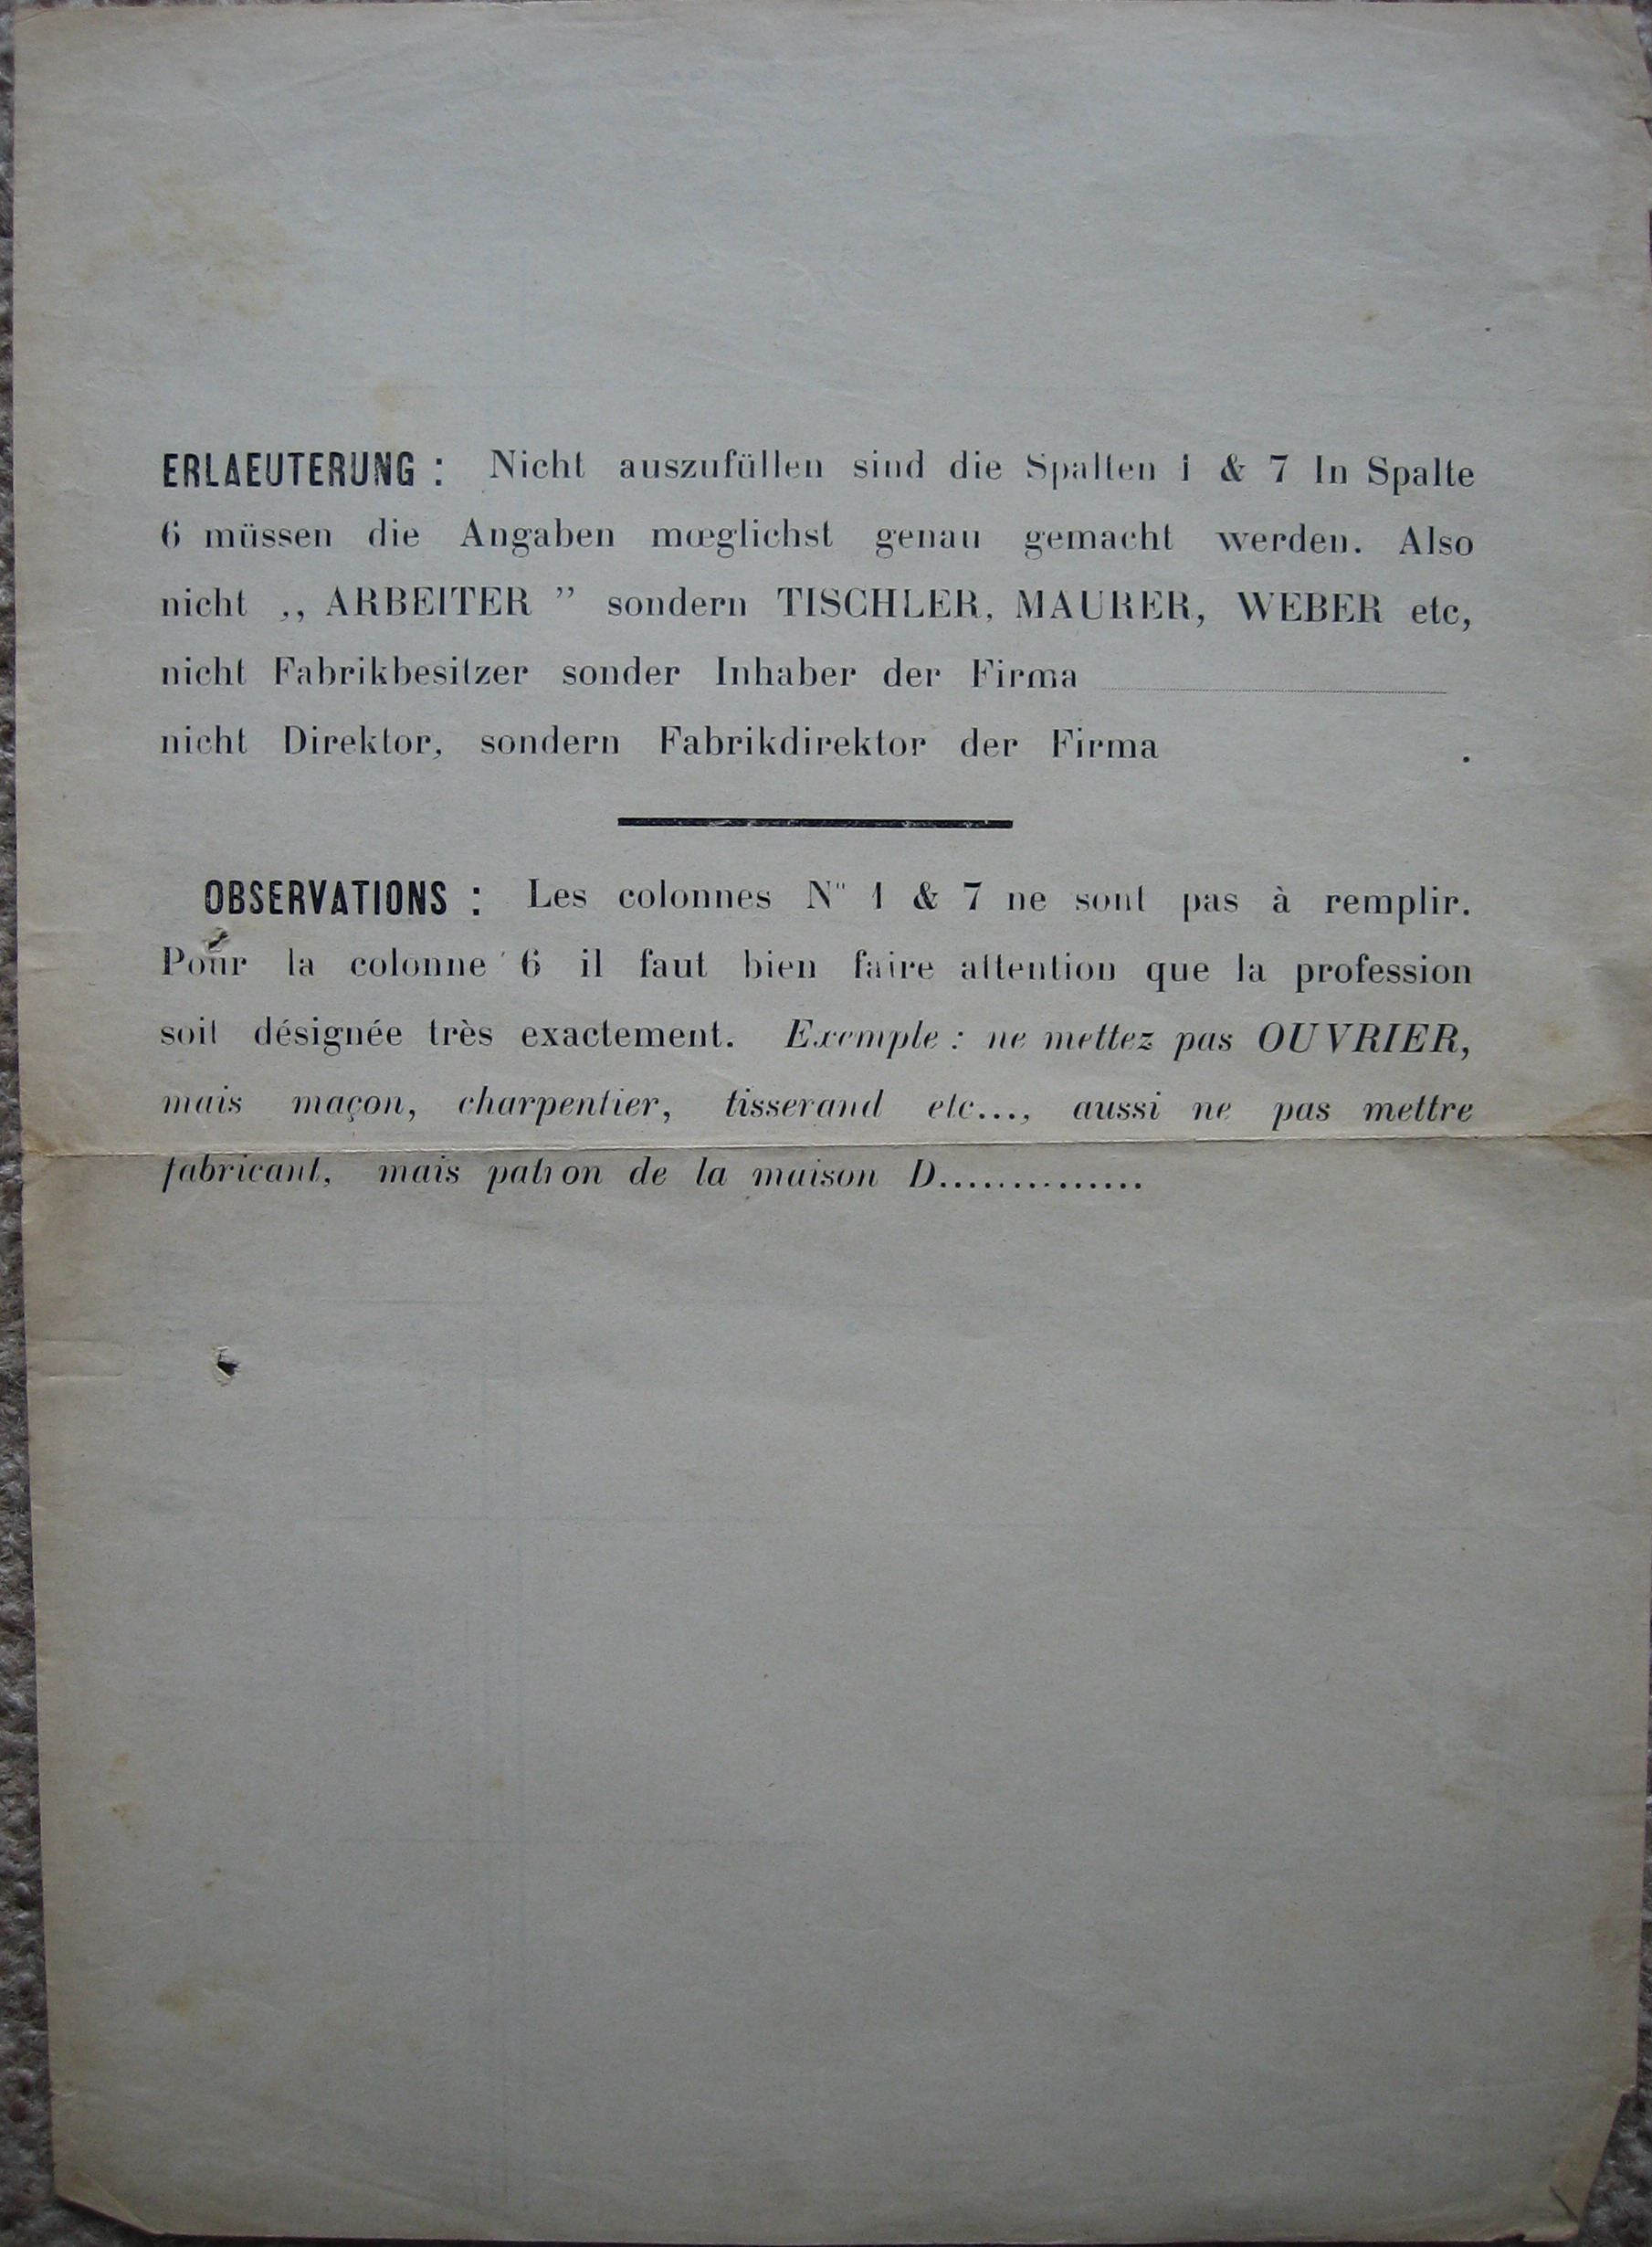 ERLAEUTERUNG : Nicht auszufüllen sind die Spalten 1 & 7 In Spalte
6 müssen die Angaben mœglichst genau gemacht werden. Also
nicht ,, ARBEITER ” sondern TISCHLER, MAURER, WEBER etc,
nicht Fabrikbesitzer sonder Inhaber der Firma
nicht Direktor, sondern Fabrikdirektor der Firma .
OBSERVATIONS : Les colonnes N" 1 & 7 ne sont pas à remplir.
Pour la colonne 6 il faut bien faire attention que la profession
soit désignée très exactement. Exemple : ne mettez pas OUVRIER,
mais maçon, charpentier, tisserand etc..., aussi ne pas mettre
fabricant, mais patron de la maison D..............